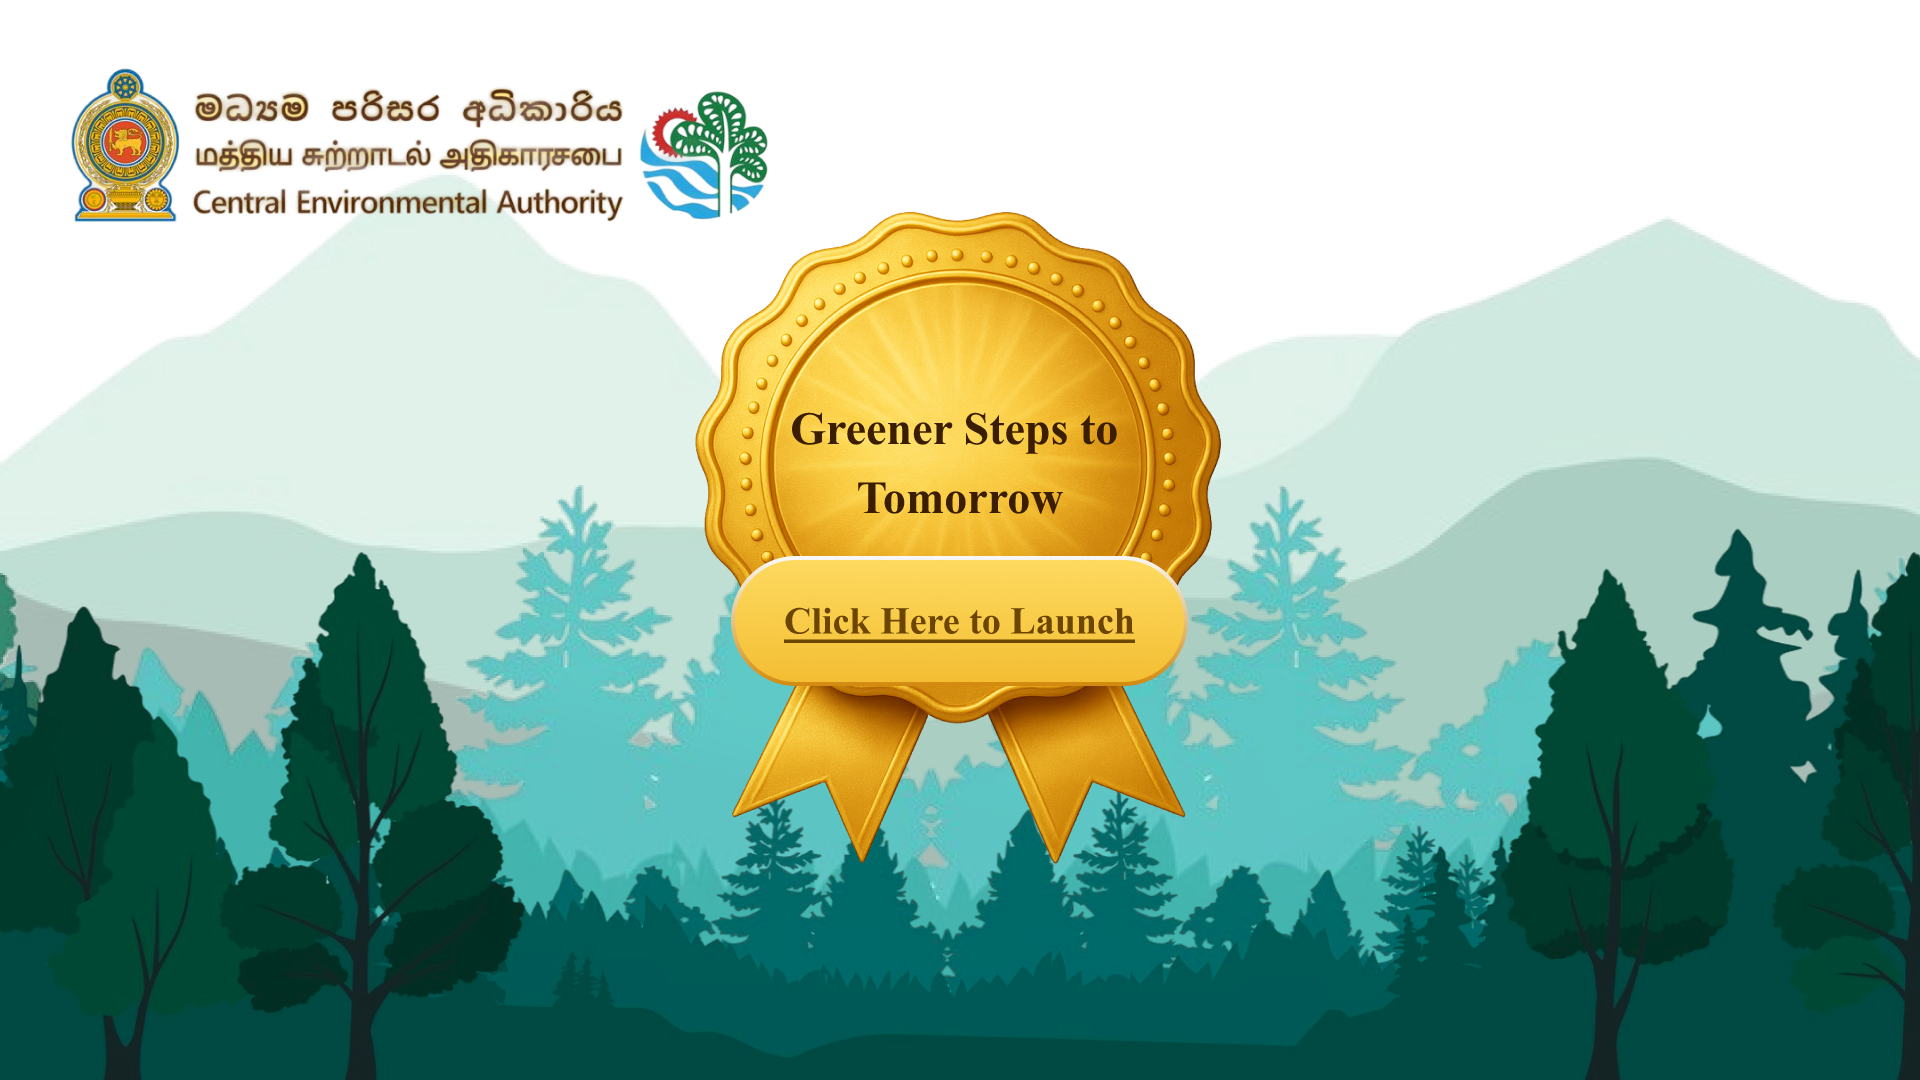 මධ්‍යම පරිසර අධිකාරිය
மத்திய சுற்றாடல் அதிகாரசபை
Central Environmental Authority
Greener Steps to
Tomorrow
Click Here to Launch